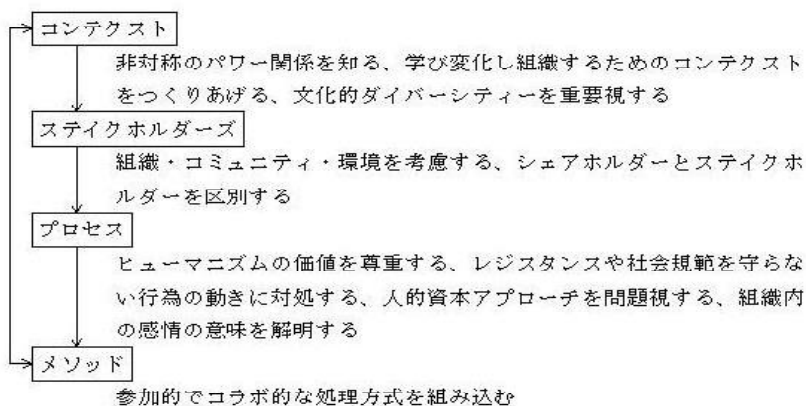 コンテクスト
非対称のパワー関係を知る、学び変化し組織するためのコンテクスト
をつくりあげる、文化的ダイバーシティーを重要視する
ステイクホルダーズ
組織・コミュニティ・環境を考慮する、シェアホルダーとステイクホ
ルダーを区別する
プロセス
ヒューマニズムの価値を尊重する、レジスタンスや社会規範を守らな
い行為の動きに対処する、人的資本アプローチを問題視する、組織内
の感情の意味を解明する
メソッド
参加的でコラボ的な処理方式を組み込む